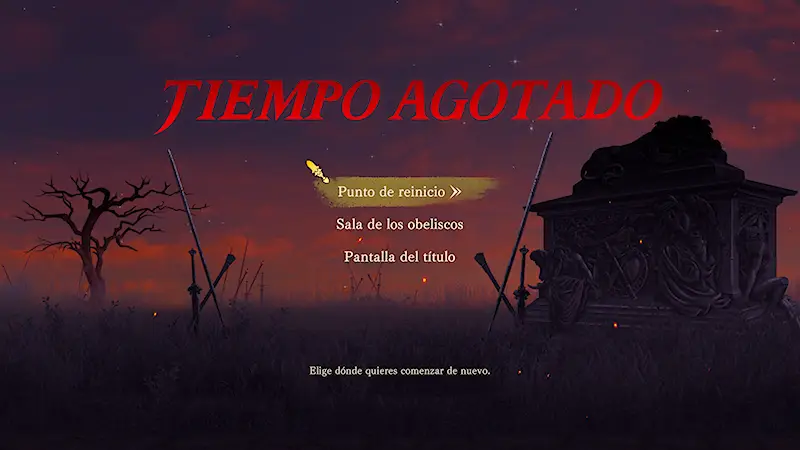 TIEMPO AGOTADO
Punto de reinicio »
Sala de los obeliscos
Pantalla del título
Elige dónde quieres comenzar de nuevo.